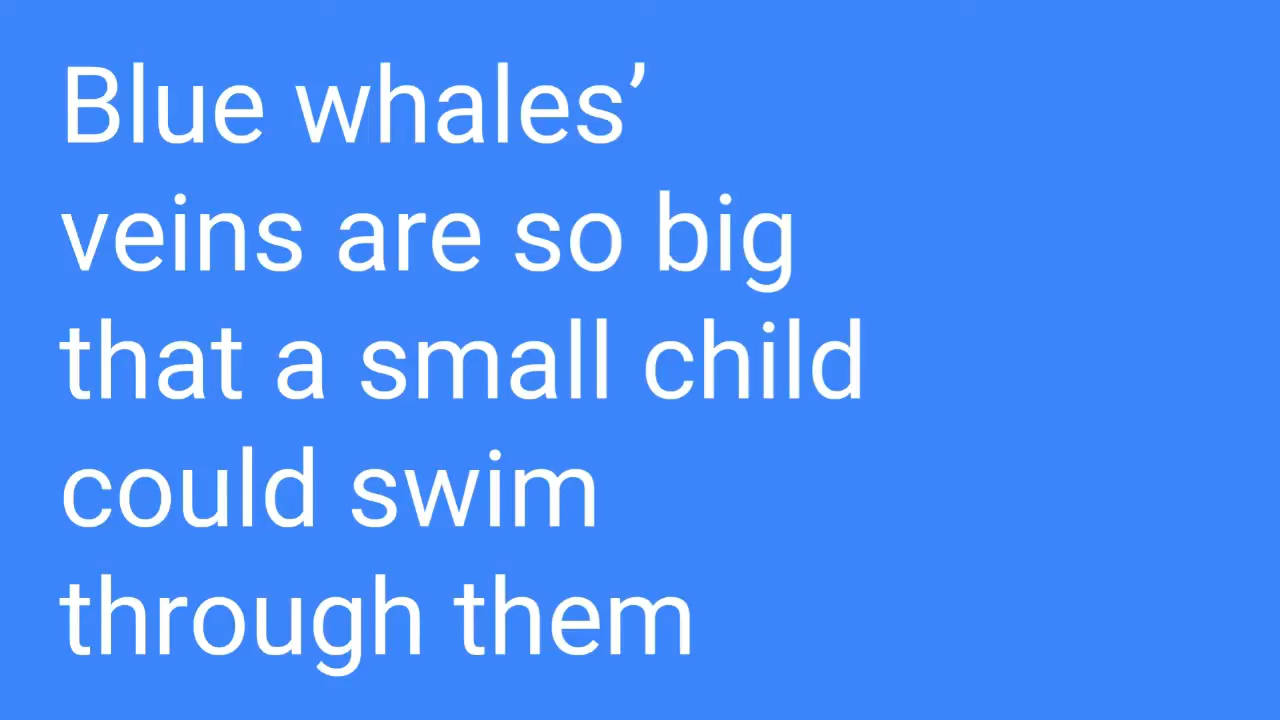 Blue whales’
veins are so big
that a small child
could swim
through them